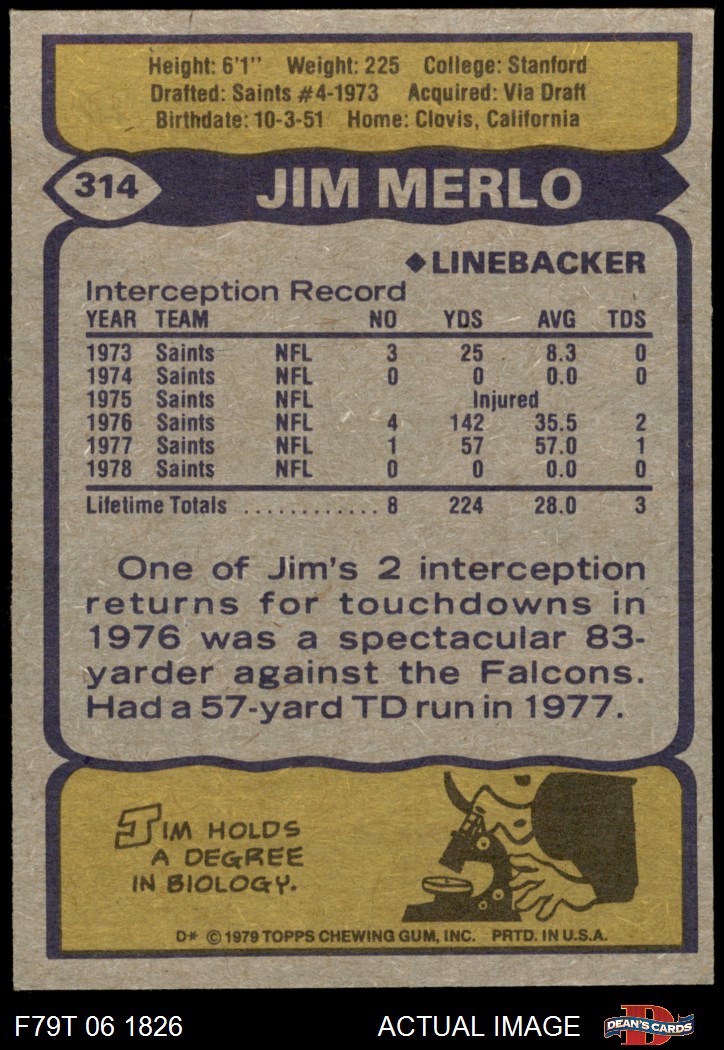 Height: 6'1" Weight: 225 College: Stanford
Drafted: Saints #4-1973 Acquired: Via Draft
Birthdate: 10-3-51 Home: Clovis, California
314 JIM MERLO
◆LINEBACKER
Interception Record
YEAR TEAM NO YDS AVG TDS
1973 Saints NFL 3 25 8.3 0
1974 Saints NFL 0 0 0.0 0
1975 Saints NFL Injured
1976 Saints NFL 4 142 35.5 2
1977 Saints NFL 1 57 57.0 1
1978 Saints NFL 0 0 0.0 0
Lifetime Totals ............ 8 224 28.0 3
One of Jim's 2 interception
returns for touchdowns in
1976 was a spectacular 83-
yarder against the Falcons.
Had a 57-yard TD run in 1977.
JIM HOLDS
A DEGREE
IN BIOLOGY.
D* © 1979 TOPPS CHEWING GUM, INC. PRTD. IN U.S.A.
F79T 06 1826 ACTUAL IMAGE D DEAN'S CARDS